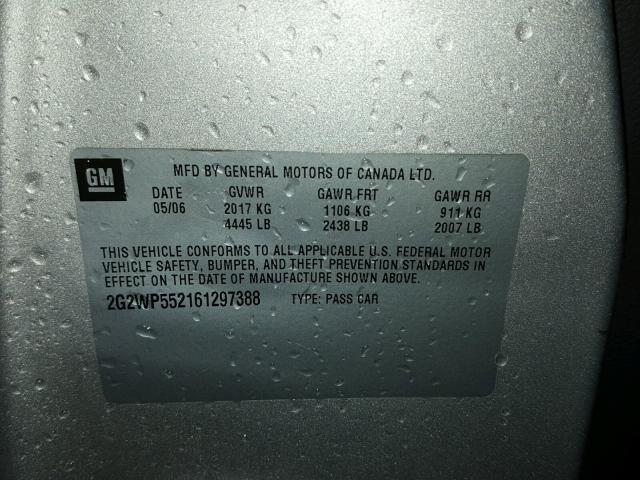 GM
MFD BY GENERAL MOTORS OF CANADA LTD.
DATE GVWR GAWR FRT GAWR RR
05/06 2017 KG 1106 KG 911 KG
4445 LB 2438 LB 2007 LB
THIS VEHICLE CONFORMS TO ALL APPLICABLE U.S. FEDERAL MOTOR
VEHICLE SAFETY, BUMPER, AND THEFT PREVENTION STANDARDS IN
EFFECT ON THE DATE OF MANUFACTURE SHOWN ABOVE.
2G2WP552161297388 TYPE: PASS CAR